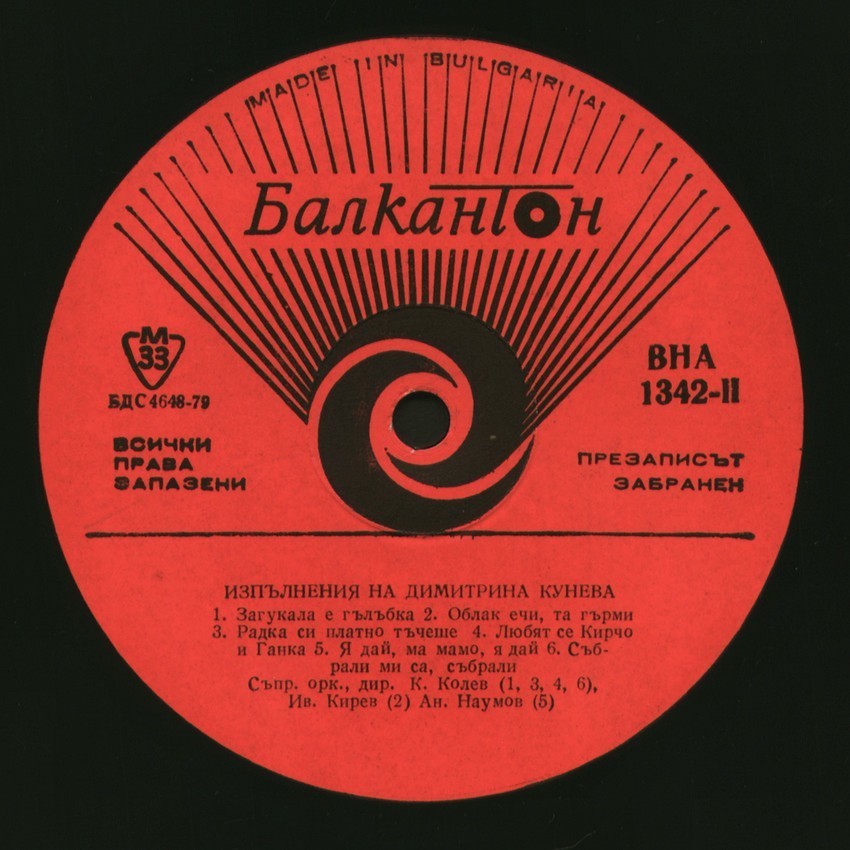 MADE IN BULGARIA
Балкантон
М
33
БДС 4648-79
ВНА
1342-II
ВСИЧКИ
ПРАВА
ЗАПАЗЕНИ
ПРЕЗАПИСЪТ
ЗАБРАНЕН
ИЗПЪЛНЕНИЯ НА ДИМИТРИНА КУНЕВА
1. Загукала е гълъбка 2. Облак ечи, та гърми
3. Радка си платно тъчеше 4. Любят се Кирчо
и Ганка 5. Я дай, ма мамо, я дай 6. Съб-
рали ми са, събрали
Съпр. орк., дир. К. Колев (1, 3, 4, 6),
Ив. Кирев (2) Ан. Наумов (5)